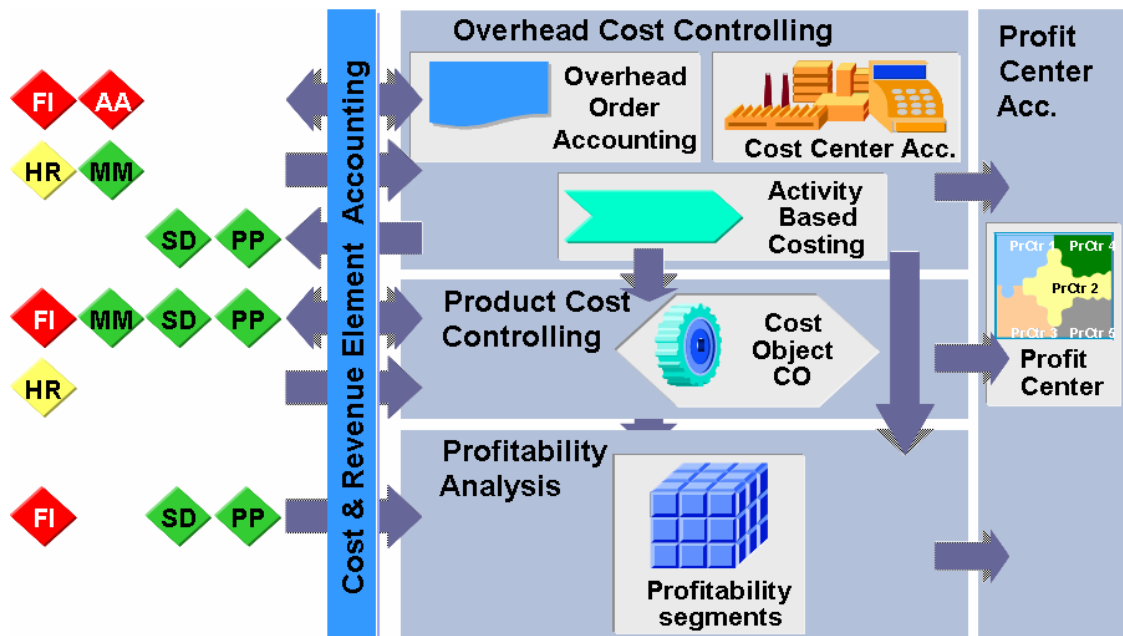 Overhead Cost Controlling
Profit
Center
Acc.
FI AA
Overhead
Order
Accounting
Cost Center Acc.
HR MM
Activity
Based
Costing
SD PP
Cost & Revenue Element Accounting
PrCtr 1 PrCtr 4
PrCtr 2
PrCtr 3 PrCtr 5
Profit
Center
FI MM SD PP
Product Cost
Controlling
Cost
Object
CO
HR
Profitability
Analysis
FI SD PP
Profitability
segments